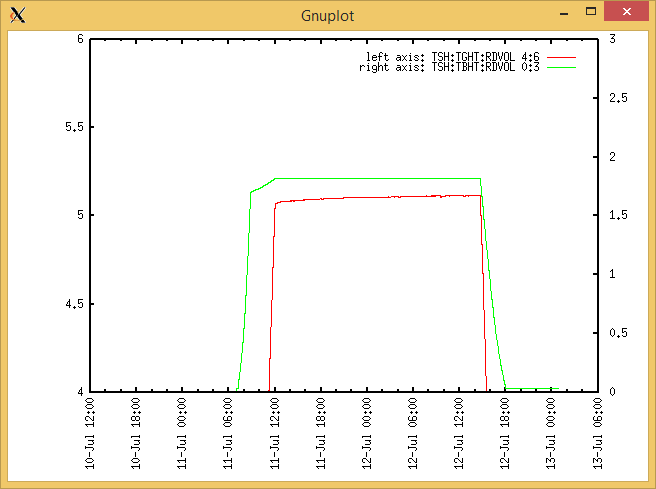 Gnuplot
left axis: TSH:TGHT:RDVOL 4:6
right axis: TSH:TBHT:RDVOL 0:3
6
5.5
5
4.5
4
3
2.5
2
1.5
1
0.5
0
10-Jul 12:00
10-Jul 18:00
11-Jul 00:00
11-Jul 06:00
11-Jul 12:00
11-Jul 18:00
12-Jul 00:00
12-Jul 06:00
12-Jul 12:00
12-Jul 18:00
13-Jul 00:00
13-Jul 06:00